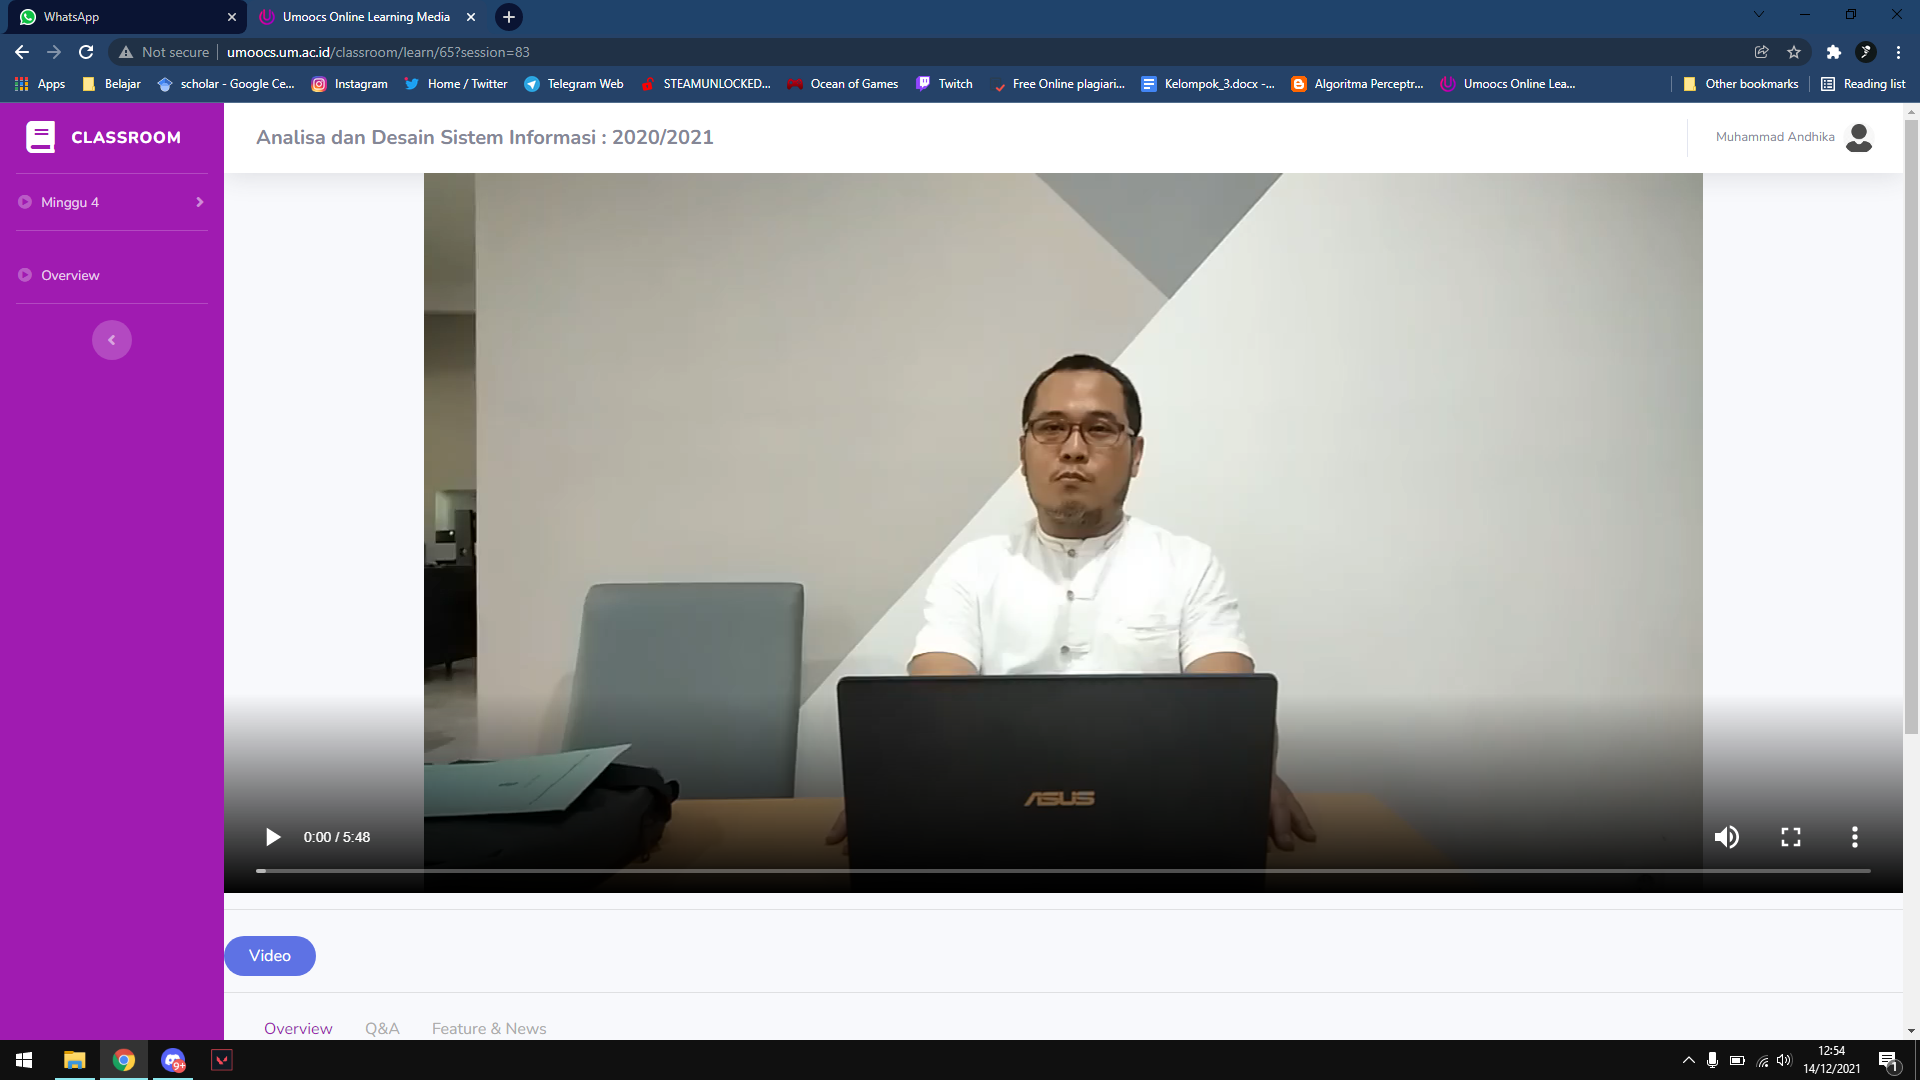 WhatsApp
Umoocs Online Learning Media
Not secure
umoocs.um.ac.id/classroom/learn/65?session=83
Apps
Belajar
scholar - Google Ce...
Instagram
Home / Twitter
Telegram Web
STEAMUNLOCKED...
Ocean of Games
Twitch
Free Online plagiari...
Kelompok_3.docx -...
Algoritma Perceptr...
Umoocs Online Lea...
Other bookmarks
Reading list
CLASSROOM
Analisa dan Desain Sistem Informasi : 2020/2021
Muhammad Andhika
Minggu 4
Overview
ASUS
0:00 / 5:48
Video
Overview
Q&A
Feature & News
9+
12:54
14/12/2021
1